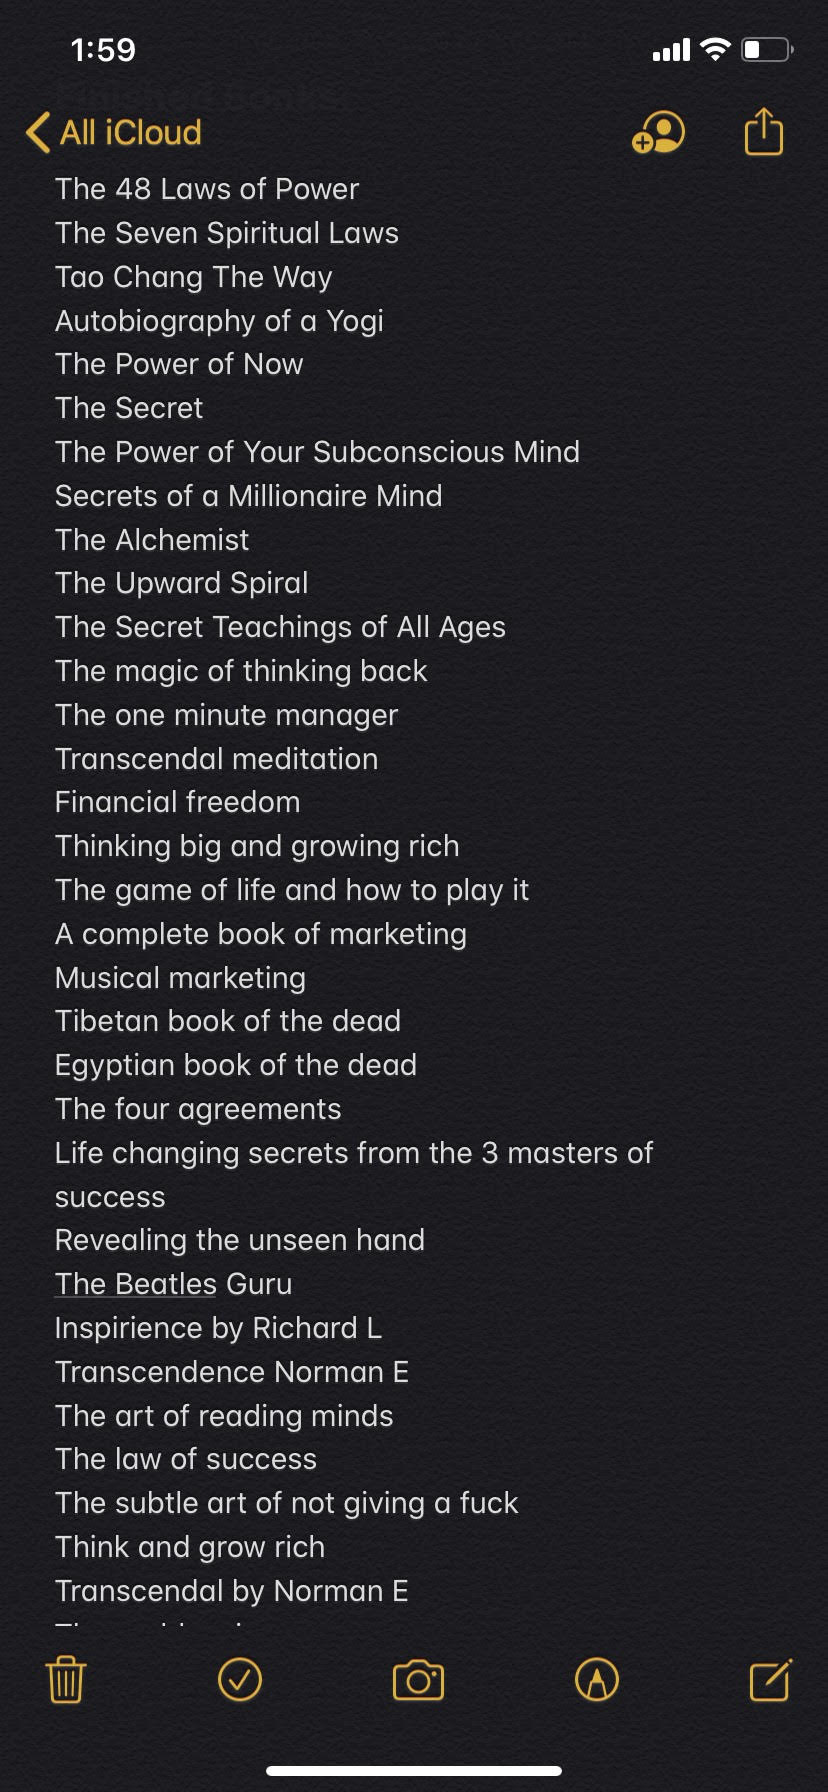 1:59
All iCloud
The 48 Laws of Power
The Seven Spiritual Laws
Tao Chang The Way
Autobiography of a Yogi
The Power of Now
The Secret
The Power of Your Subconscious Mind
Secrets of a Millionaire Mind
The Alchemist
The Upward Spiral
The Secret Teachings of All Ages
The magic of thinking back
The one minute manager
Transcendal meditation
Financial freedom
Thinking big and growing rich
The game of life and how to play it
A complete book of marketing
Musical marketing
Tibetan book of the dead
Egyptian book of the dead
The four agreements
Life changing secrets from the 3 masters of
success
Revealing the unseen hand
The Beatles Guru
Inspirience by Richard L
Transcendence Norman E
The art of reading minds
The law of success
The subtle art of not giving a fuck
Think and grow rich
Transcendal by Norman E